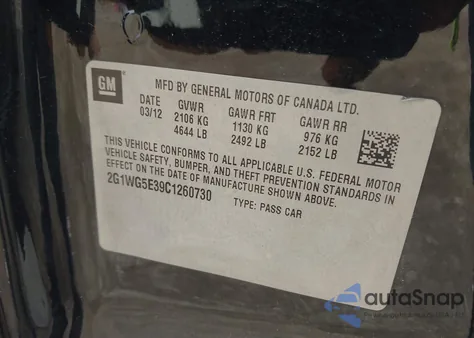 GM
MFD BY GENERAL MOTORS OF CANADA LTD.
DATE GVWR GAWR FRT GAWR RR
03/12 2106 KG 1130 KG 976 KG
4644 LB 2492 LB 2152 LB
THIS VEHICLE CONFORMS TO ALL APPLICABLE U.S. FEDERAL MOTOR
VEHICLE SAFETY, BUMPER, AND THEFT PREVENTION STANDARDS IN
EFFECT ON THE DATE OF MANUFACTURE SHOWN ABOVE.
2G1WG5E39C1260730 TYPE: PASS CAR
autoSnap